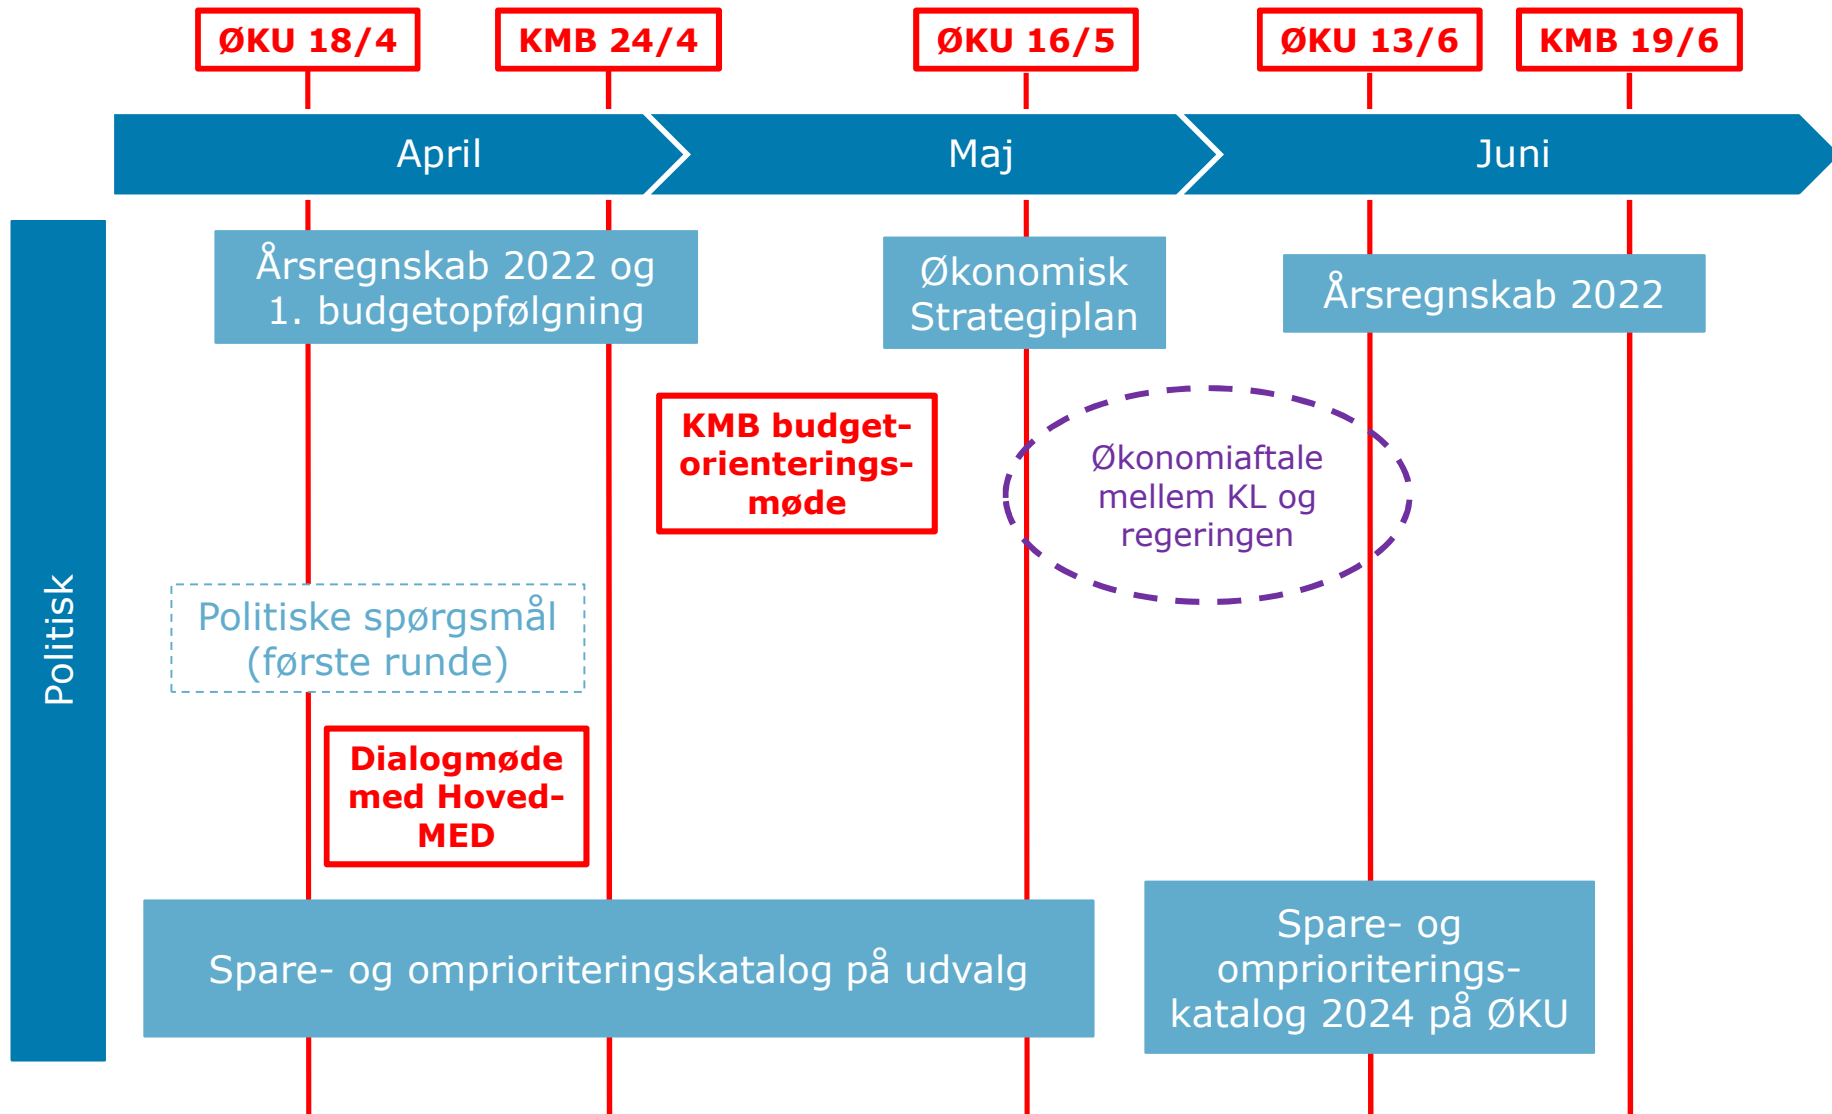 ØKU 18/4
KMB 24/4
ØKU 16/5
ØKU 13/6
KMB 19/6
April
Maj
Juni
Politisk
Årsregnskab 2022 og
1. budgetopfølgning
Økonomisk
Strategiplan
Årsregnskab 2022
KMB budget-
orienterings-
møde
Økonomiaftale
mellem KL og
regeringen
Politiske spørgsmål
(første runde)
Dialogmøde
med Hoved-
MED
Spare- og omprioriteringskatalog på udvalg
Spare- og
omprioriterings-
katalog 2024 på ØKU